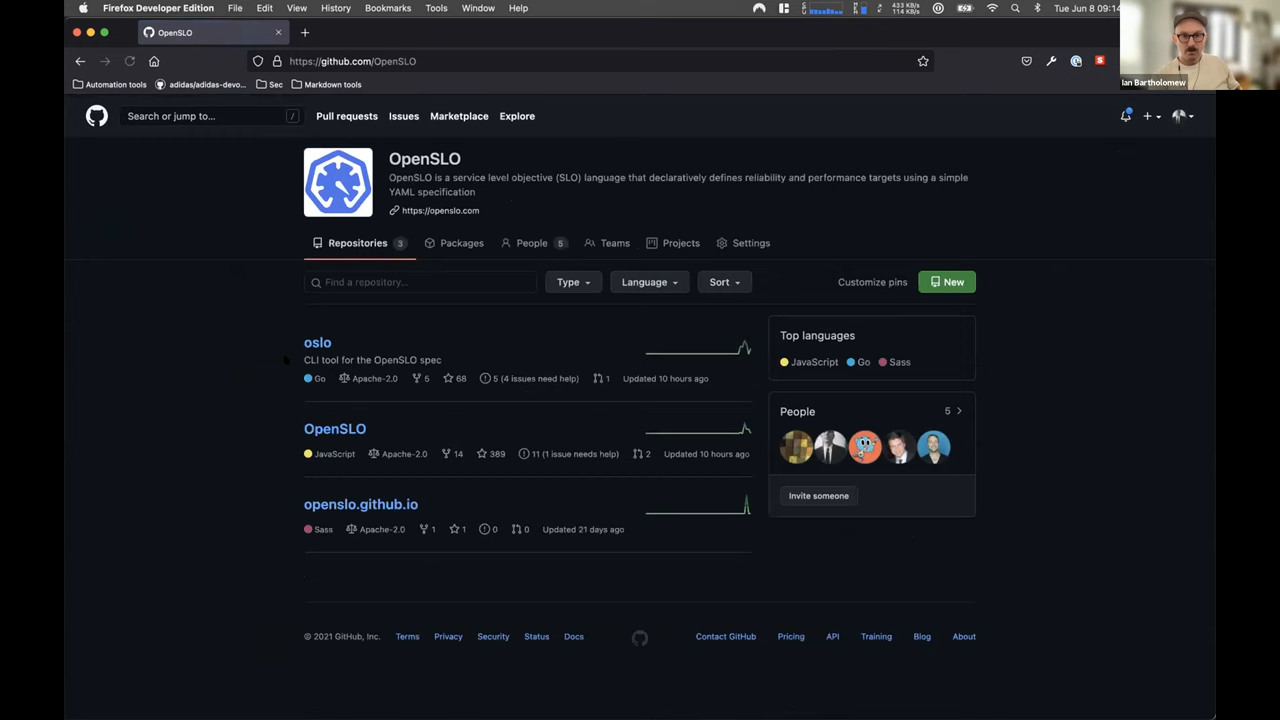 Firefox Developer Edition File Edit View History Bookmarks Tools Window Help
433 KB/s
114 KB/s
Tue Jun 8 09:14
OpenSLO
https://github.com/OpenSLO
Ian Bartholomew
Automation tools adidas/adidas-devo... Sec Markdown tools
Search or jump to... / Pull requests Issues Marketplace Explore
OpenSLO
OpenSLO is a service level objective (SLO) language that declaratively defines reliability and performance targets using a simple
YAML specification
https://openslo.com
Repositories 3 Packages People 5 Teams Projects Settings
Find a repository... Type Language Sort Customize pins New
oslo
CLI tool for the OpenSLO spec
Go Apache-2.0 5 68 5 (4 issues need help) 1 Updated 10 hours ago
OpenSLO
JavaScript Apache-2.0 14 389 11 (1 issue needs help) 2 Updated 10 hours ago
openslo.github.io
Sass Apache-2.0 1 1 0 0 Updated 21 days ago
Top languages
JavaScript Go Sass
People 5
Invite someone
© 2021 GitHub, Inc. Terms Privacy Security Status Docs Contact GitHub Pricing API Training Blog About